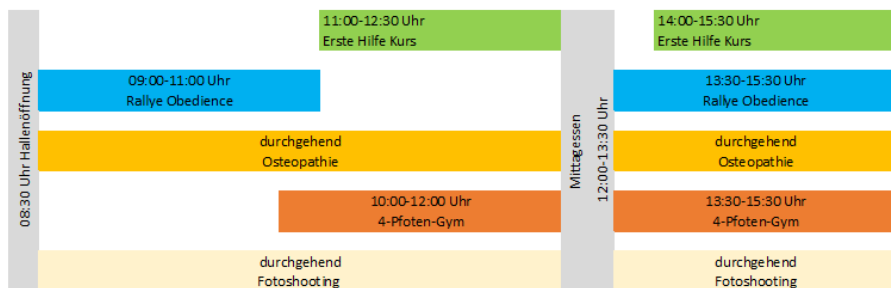 08:30 Uhr Hallenöffnung
11:00-12:30 Uhr
Erste Hilfe Kurs
09:00-11:00 Uhr
Rallye Obedience
durchgehend
Osteopathie
10:00-12:00 Uhr
4-Pfoten-Gym
durchgehend
Fotoshooting
Mittagessen
12:00-13:30 Uhr
14:00-15:30 Uhr
Erste Hilfe Kurs
13:30-15:30 Uhr
Rallye Obedience
durchgehend
Osteopathie
13:30-15:30 Uhr
4-Pfoten-Gym
durchgehend
Fotoshooting